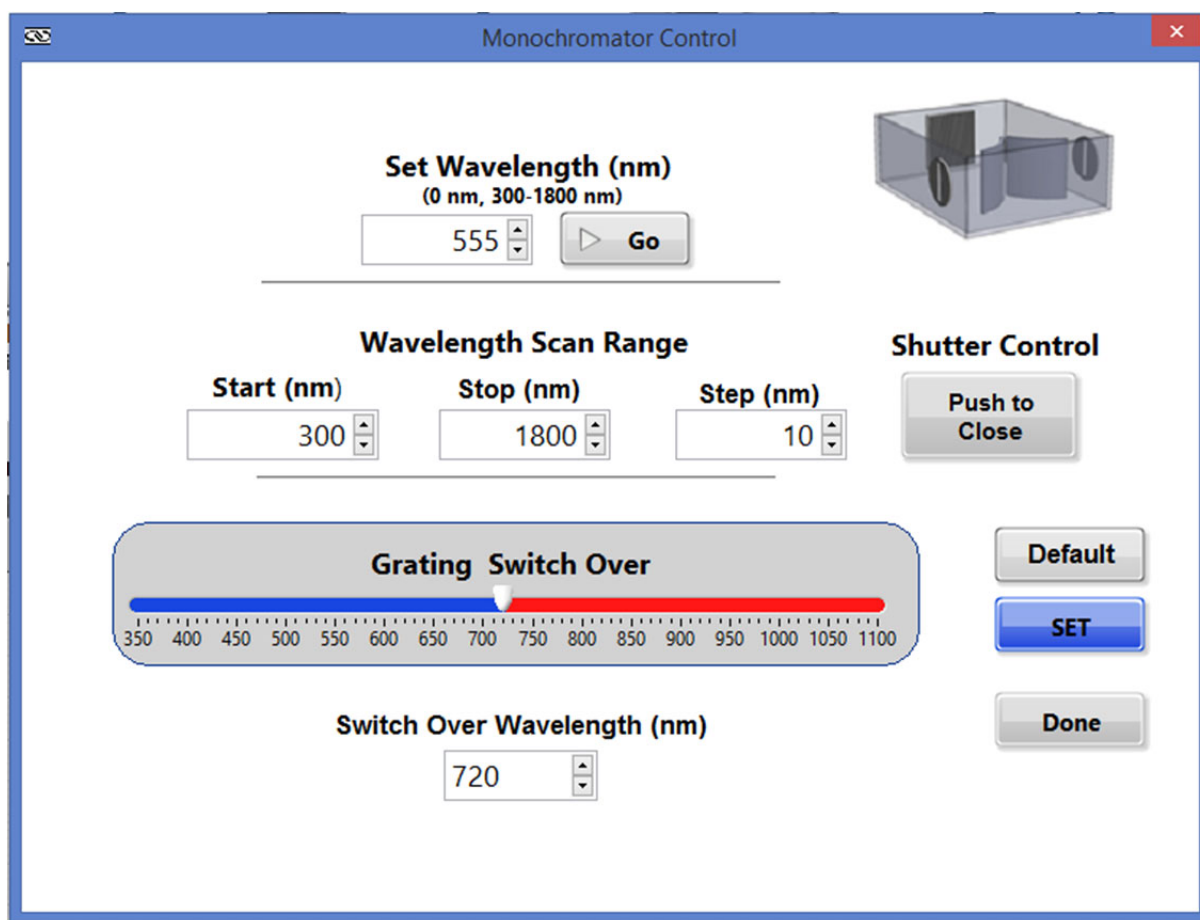 Monochromator Control
Set Wavelength (nm)
(0 nm, 300-1800 nm)
555
Go
Wavelength Scan Range
Start (nm)
Stop (nm)
Step (nm)
300
1800
10
Shutter Control
Push to
Close
Grating Switch Over
350 400 450 500 550 600 650 700 750 800 850 900 950 1000 1050 1100
Default
SET
Done
Switch Over Wavelength (nm)
720